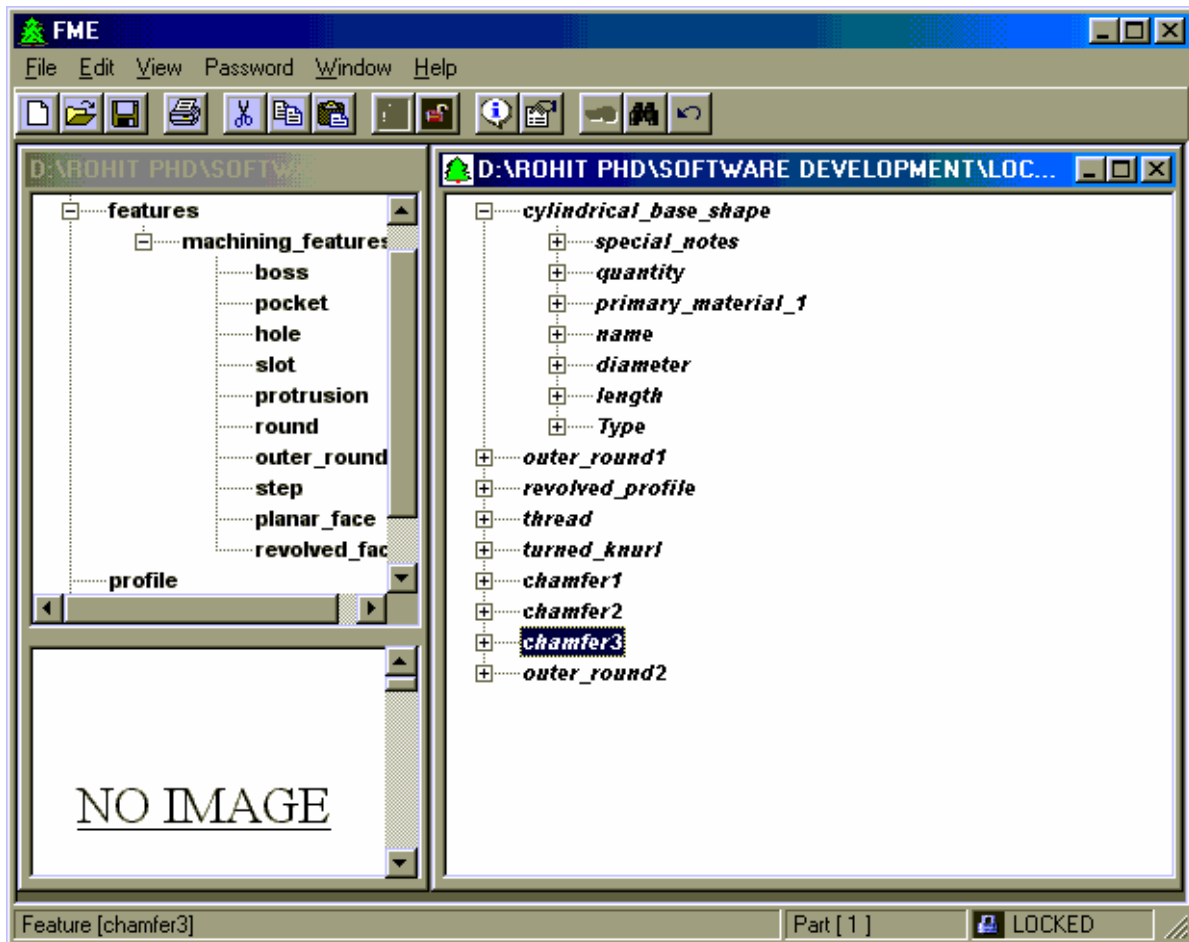 FME
File Edit View Password Window Help
D:\ROHIT PHD\SOFTW
features
machining_features
boss
pocket
hole
slot
protrusion
round
outer_round
step
planar_face
revolved_fac
profile
NO IMAGE
D:\ROHIT PHD\SOFTWARE DEVELOPMENT\LOC...
cylindrical_base_shape
special_notes
quantity
primary_material_1
name
diameter
length
Type
outer_round1
revolved_profile
thread
turned_knurl
chamfer1
chamfer2
chamfer3
outer_round2
Feature [chamfer3] Part [ 1 ] LOCKED